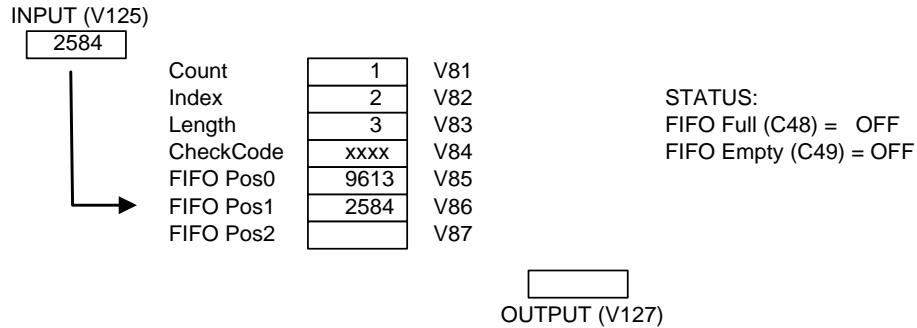 INPUT (V125)
2584
Count 1 V81
Index 2 V82
Length 3 V83
CheckCode xxxx V84
FIFO Pos0 9613 V85
FIFO Pos1 2584 V86
FIFO Pos2 V87
STATUS:
FIFO Full (C48) = OFF
FIFO Empty (C49) = OFF
OUTPUT (V127)